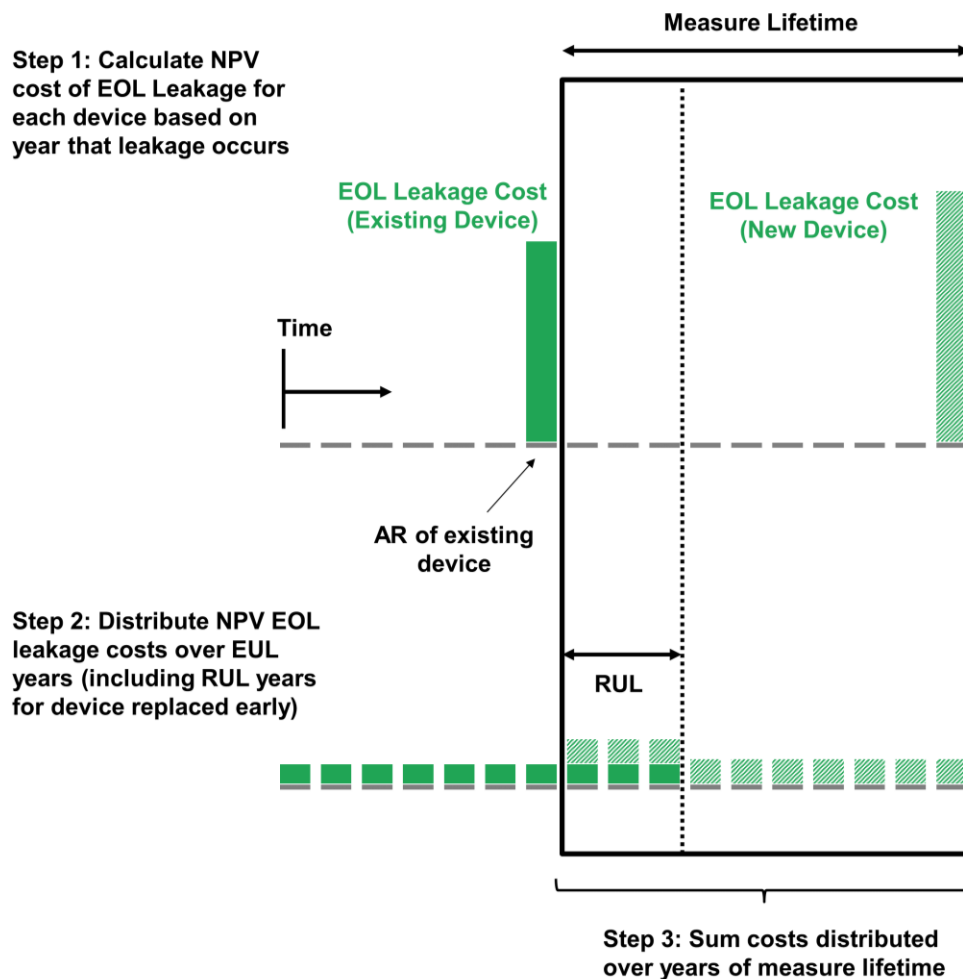 Measure Lifetime
Step 1: Calculate NPV
cost of EOL Leakage for
each device based on
year that leakage occurs
EOL Leakage Cost
(Existing Device)
EOL Leakage Cost
(New Device)
Time
AR of existing
device
Step 2: Distribute NPV EOL
leakage costs over EUL
years (including RUL years
for device replaced early)
RUL
Step 3: Sum costs distributed
over years of measure lifetime